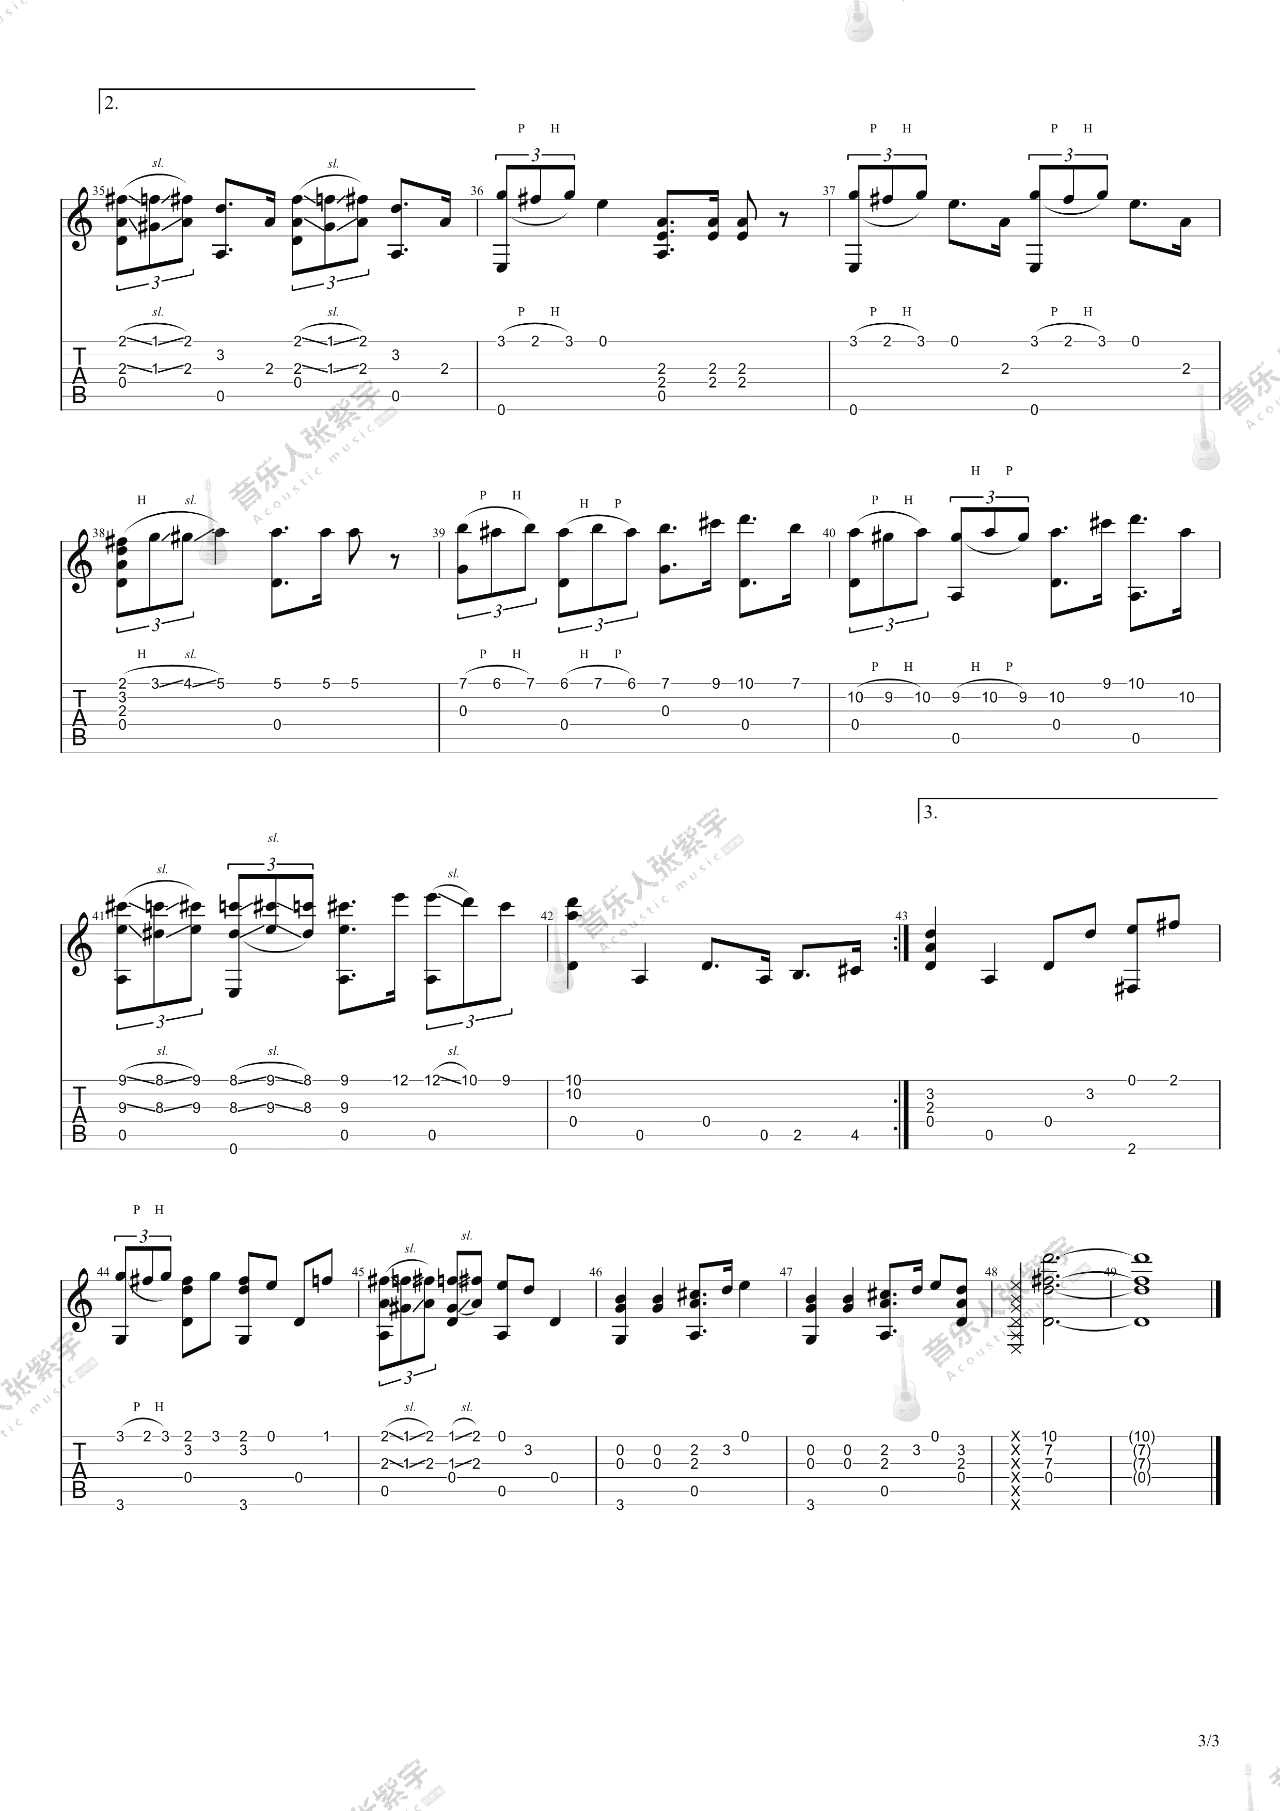 2.
P H P H P H
sl. 3 sl. 3 3 3
35 36 37
3 3
sl. sl. P H P H P H
2 1 2 2 1 2 3 2 3 0 3 2 3 0 3 2 3 0
T 3 3
A 2 1 2 2 2 1 2 2 2 2 2 2 2
0 0 2 2 2
B 0 0 0
0 0 0
音乐人张紫宇
Acoustic music
音乐人张紫宇
Acoustic music
H P
H sl. P H H P P H 3
38 39 40
3 3 3 3
H sl. P H H P P H H P
2 3 4 5 5 5 5 7 6 7 6 7 6 7 9 10 7 9 10
T 3 10 9 10 9 10 9 10 10
A 2 0 0
0 0 0 0 0 0
B 0 0
3.
sl.
sl. 3 sl.
41 42 43
3 3
sl. sl. sl.
9 8 9 8 9 8 9 12 12 10 9 10 0 2
T 10 3 3
A 9 8 9 8 9 8 9 2
0 0 0 0
B 0 0 0 0 0 2 4 0
0 2
音乐人张紫宇
Acoustic music
P H
3 sl. sl.
44 45 46 47 48 49
3
P H sl. sl.
3 2 3 2 3 2 0 1 2 1 2 1 2 0 0 0 X 10 (10)
T 3 3 3 0 0 2 3 0 0 2 3 3 X 7 (7)
A 2 1 2 1 2 0 0 2 0 0 2 2 X 7 (7)
0 0 0 0 0 X 0 (0)
B 0 0 0 0 X
3 3 3 3 X
人张紫宇
tic music
音乐人张紫宇
Acoustic music
3/3
音乐人张紫宇
Acoustic music